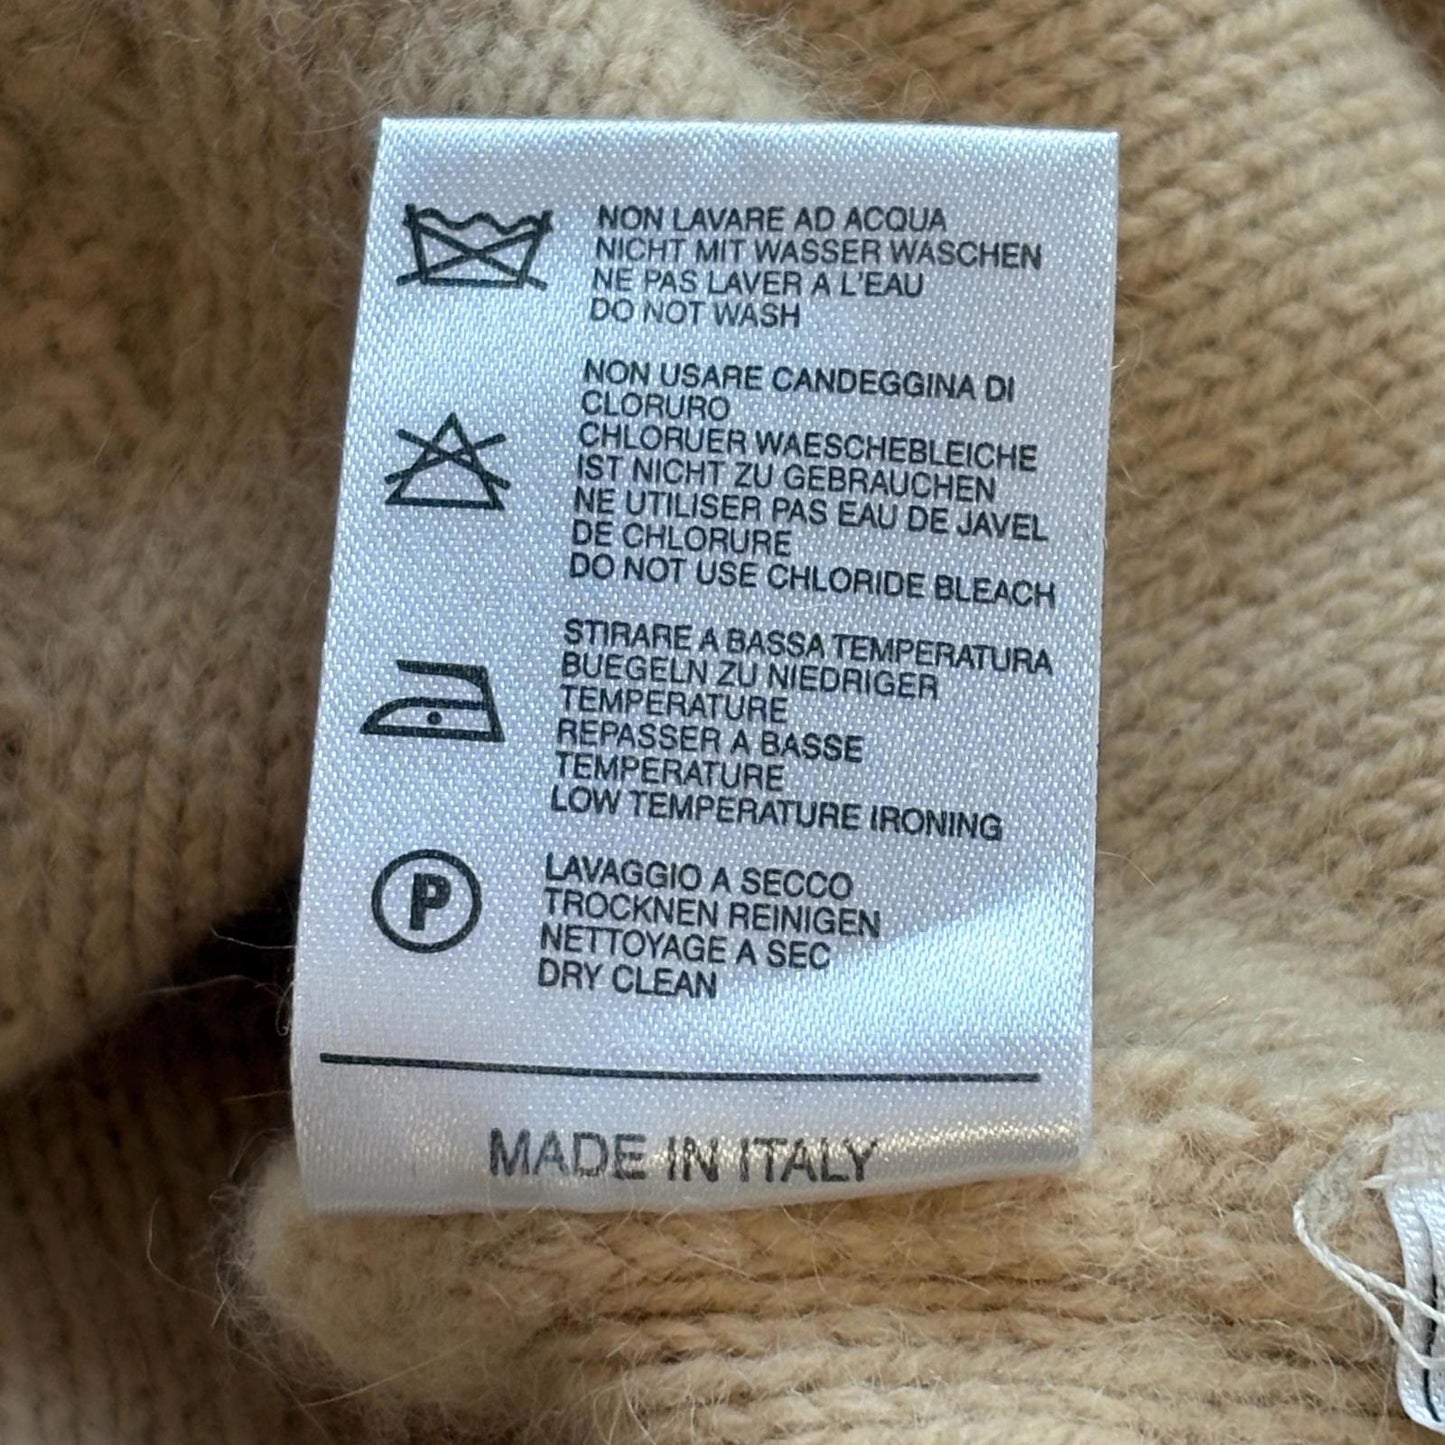 NON LAVARE AD ACQUA
NICHT MIT WASSER WASCHEN
NE PAS LAVER A L'EAU
DO NOT WASH
NON USARE CANDEGGINA DI
CLORURO
CHLORUER WAESCHEBLEICHE
IST NICHT ZU GEBRAUCHEN
NE UTILISER PAS EAU DE JAVEL
DE CHLORURE
DO NOT USE CHLORIDE BLEACH
STIRARE A BASSA TEMPERATURA
BUEGELN ZU NIEDRIGER
TEMPERATURE
REPASSER A BASSE
TEMPERATURE
LOW TEMPERATURE IRONING
P
LAVAGGIO A SECCO
TROCKNEN REINIGEN
NETTOYAGE A SEC
DRY CLEAN
MADE IN ITALY